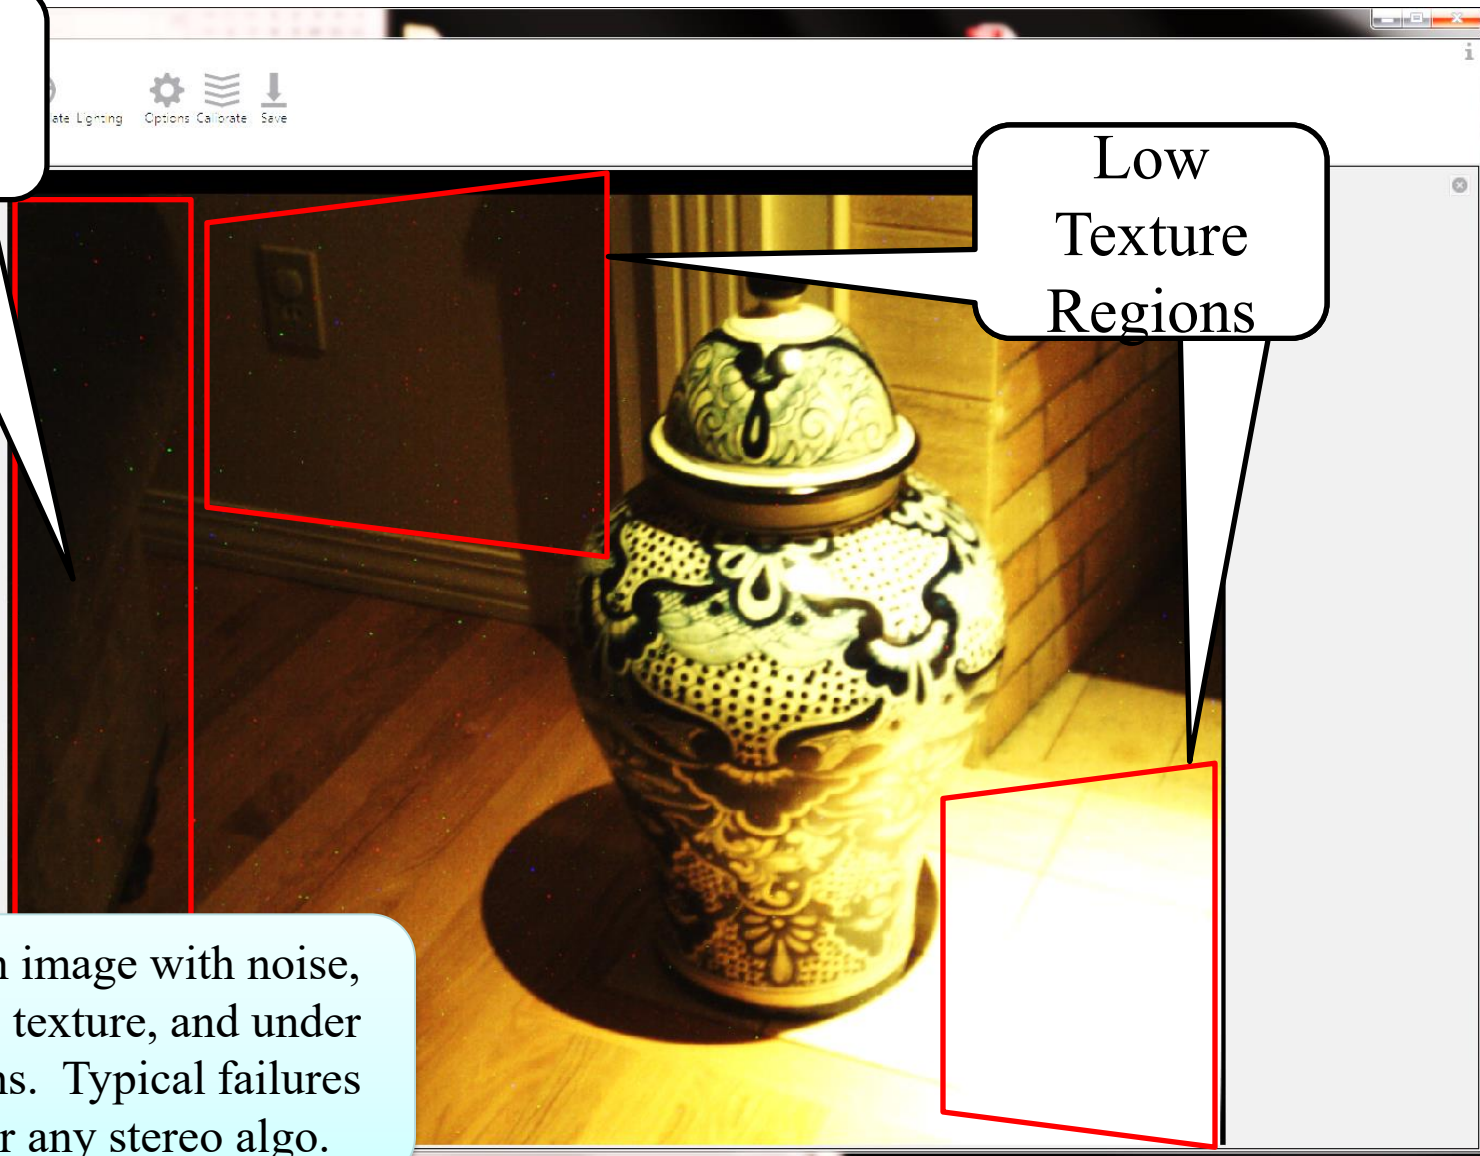 ate Lighting Options Calibrate Save
Low
Texture
Regions
image with noise,
texture, and under
ns. Typical failures
r any stereo algo.